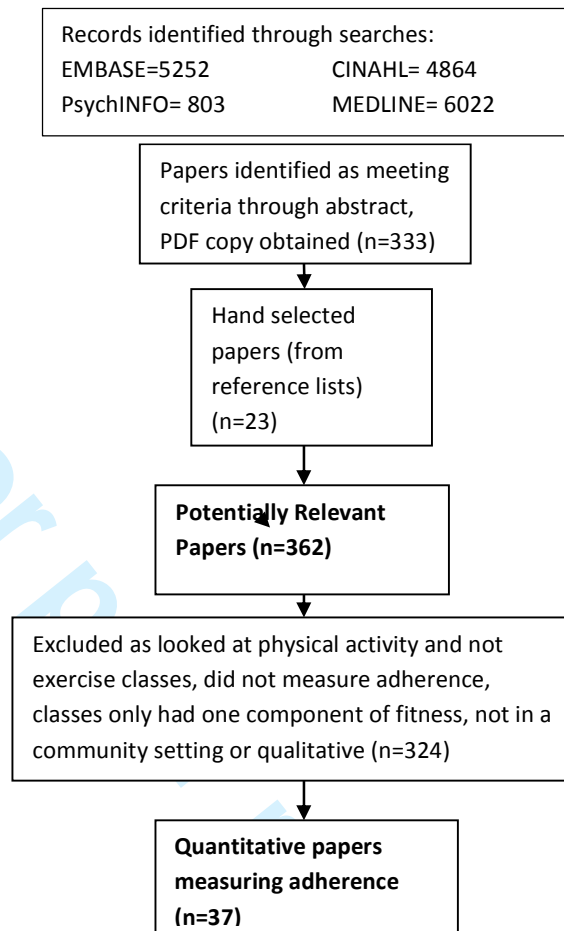 Records identified through searches:
EMBASE=5252 CINAHL= 4864
PsychINFO= 803 MEDLINE= 6022
Papers identified as meeting
criteria through abstract,
PDF copy obtained (n=333)
Hand selected
papers (from
reference lists)
(n=23)
Potentially Relevant
Papers (n=362)
Excluded as looked at physical activity and not
exercise classes, did not measure adherence,
classes only had one component of fitness, not in a
community setting or qualitative (n=324)
Quantitative papers
measuring adherence
(n=37)